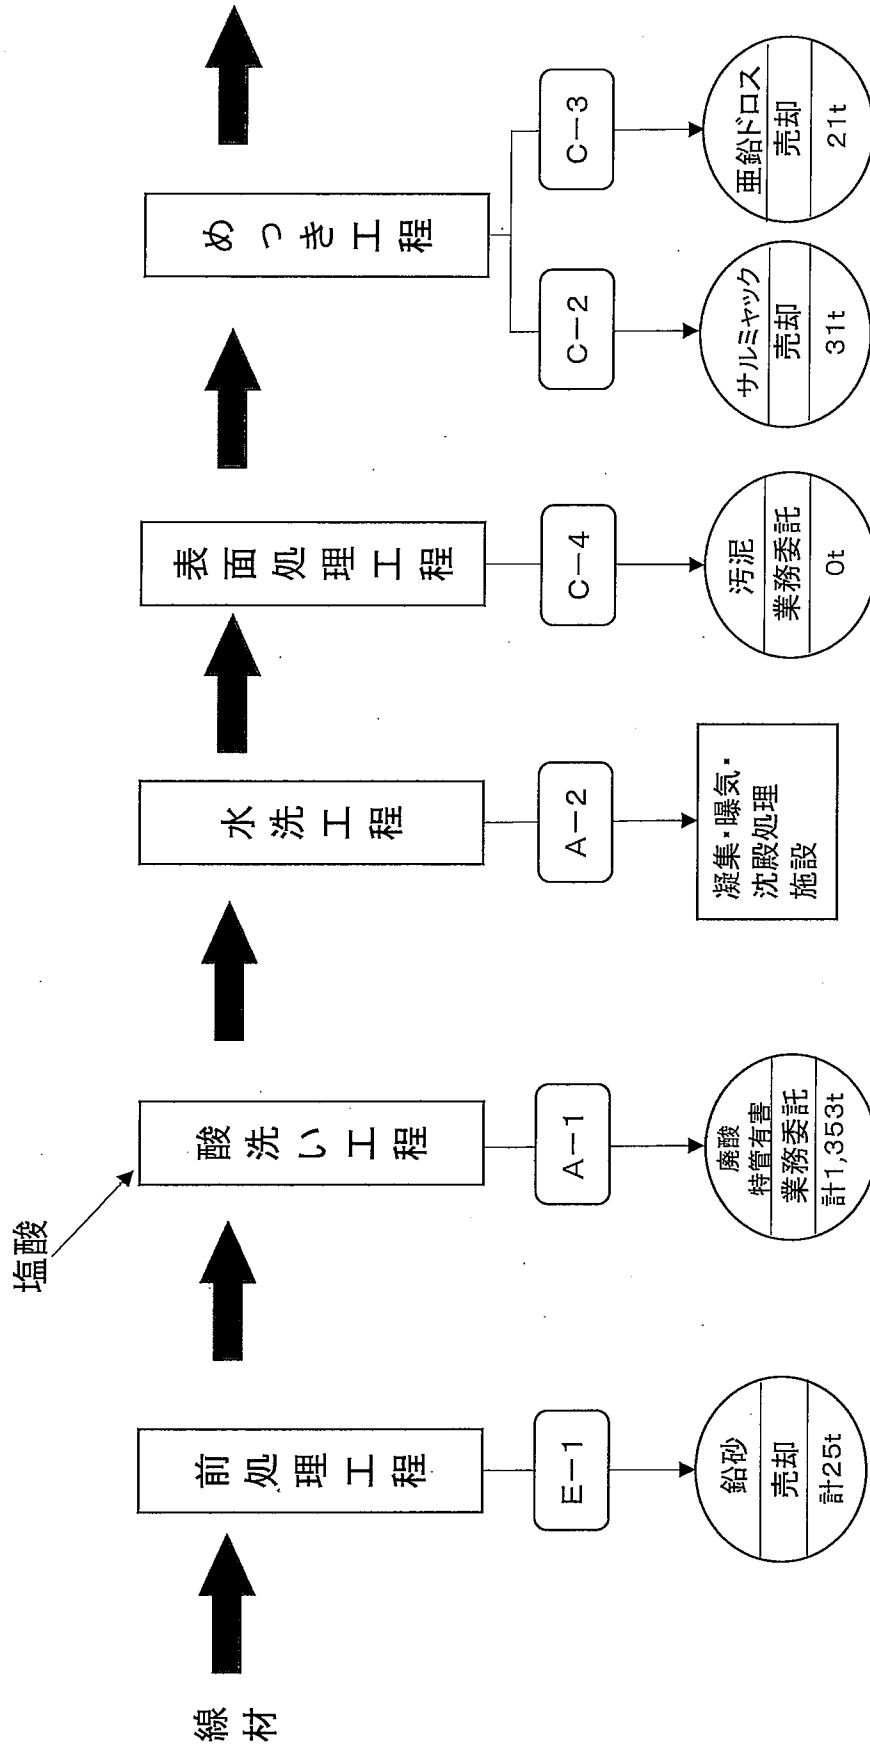 塩酸
線材
前処理工程
酸洗い工程
水洗工程
表面処理工程
めっき工程
E-1
A-1
A-2
C-4
C-2
C-3
鉛砂
売却
計25t
廃酸
特管有害
業務委託
計1,353t
凝集・曝気・
沈殿処理
施設
汚泥
業務委託
0t
サルミヤック
売却
31t
亜鉛ドロス
売却
21t